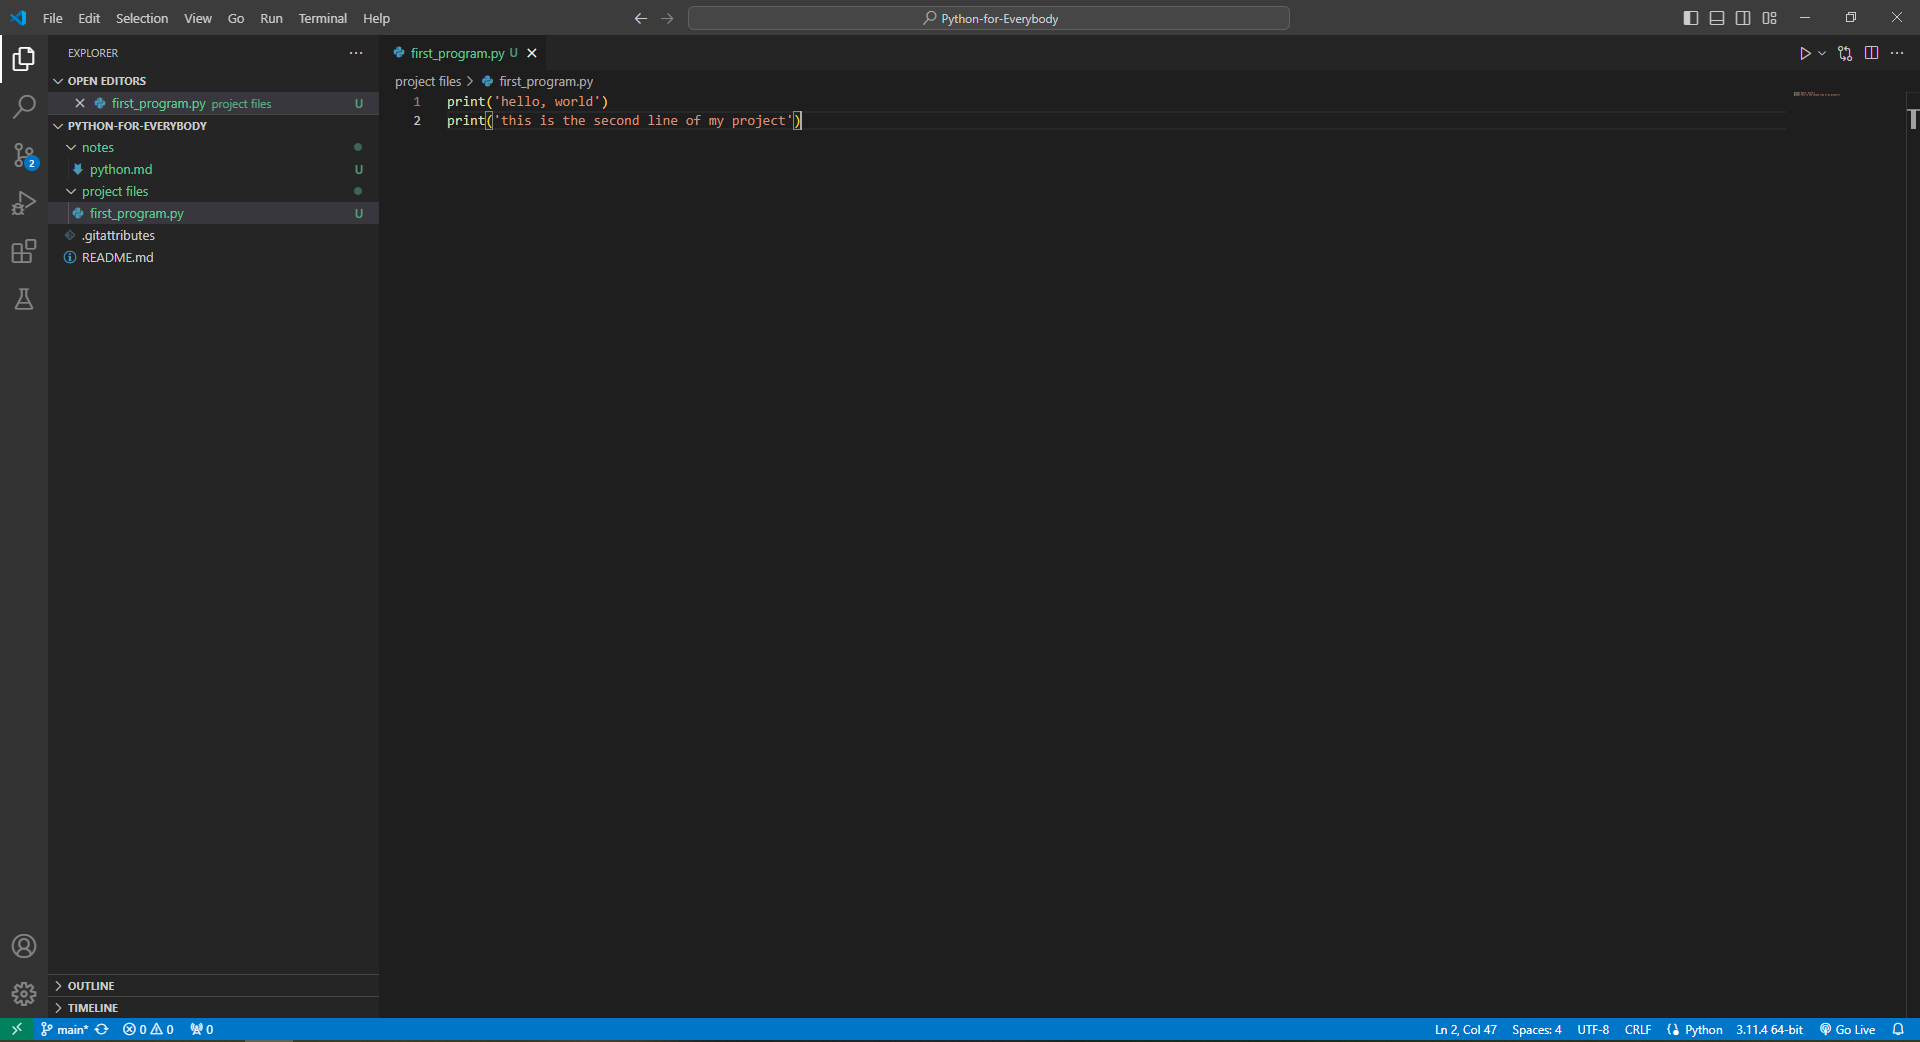 File Edit Selection View Go Run Terminal Help
Python-for-Everybody
EXPLORER
OPEN EDITORS
first_program.py project files U
PYTHON-FOR-EVERYBODY
notes
python.md U
project files
first_program.py U
.gitattributes
README.md
OUTLINE
TIMELINE
first_program.py U
project files > first_program.py
1 print('hello, world')
2 print('this is the second line of my project')
2
main* 0 0 0
Ln 2, Col 47 Spaces: 4 UTF-8 CRLF Python 3.11.4 64-bit Go Live